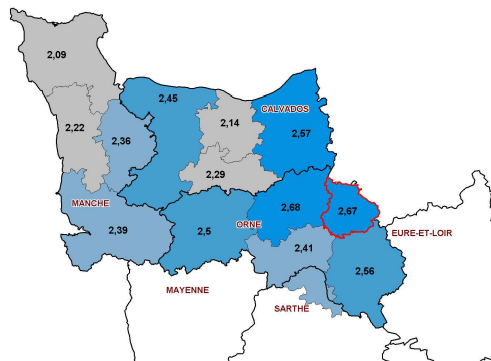 2,09
2,45
CALVADOS
2,22
2,36
2,14
2,57
2,29
MANCHE
2,68
2,67
2,39
2,5
ORNE
EURE-ET-LOIR
2,41
2,56
MAYENNE
SARTHE